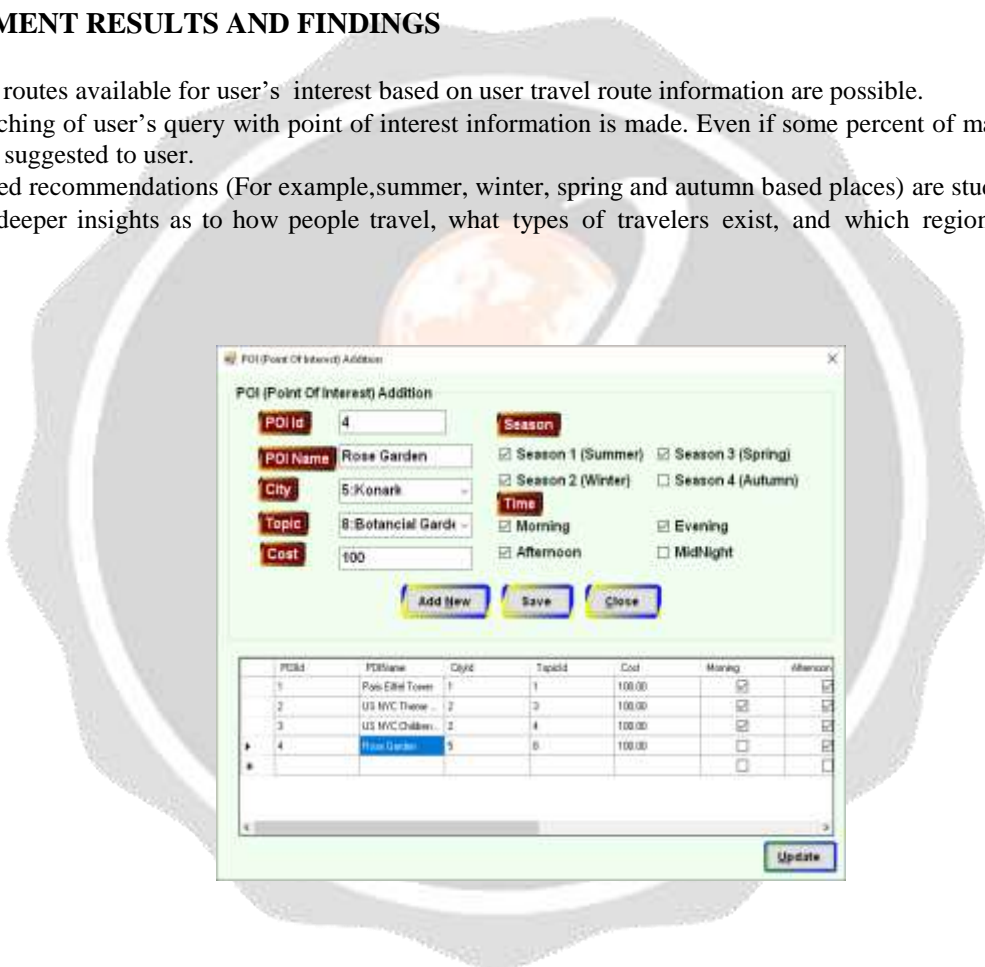 MENT RESULTS AND FINDINGS
routes available for user's interest based on user travel route information are possible.
ching of user's query with point of interest information is made. Even if some percent of ma
suggested to user.
ed recommendations (For example,summer, winter, spring and autumn based places) are stud
deeper insights as to how people travel, what types of travelers exist, and which region
POI (Point Of Interest) Addition
POI (Point Of Interest) Addition
POI Id 4 Season
POI Name Rose Garden Season 1 (Summer) Season 3 (Spring)
City 5:Konark Season 2 (Winter) Season 4 (Autumn)
Time
Topic 8:Botancial Garde Morning Evening
Cost 100 Afternoon MidNight
Add New Save Close
POIId POIName CityId TopicId Cost Morning Afternoon
1 Paris Eiffel Tower 1 1 100.00
2 US NYC Theme ... 2 3 100.00
3 US NYC Children... 2 4 100.00
4 Rose Garden 5 8 100.00
Update